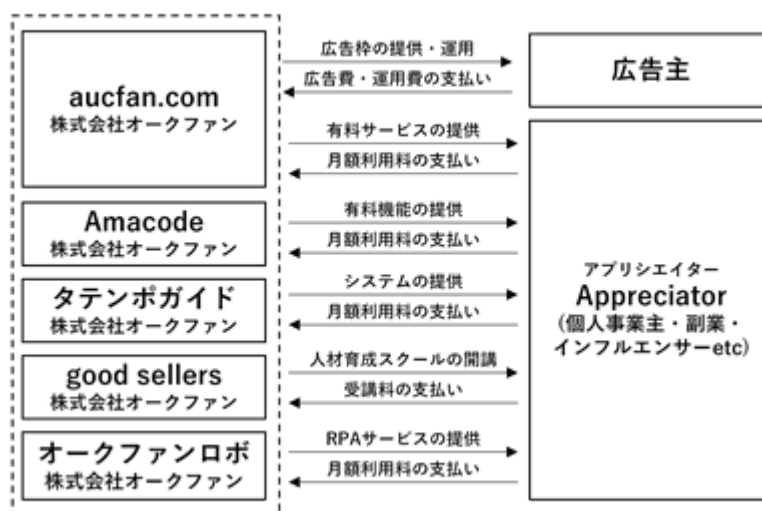 aucfan.com
株式会社オークファン
広告枠の提供・運用
広告費・運用費の支払い
広告主
有料サービスの提供
月額利用料の支払い
Amacode
株式会社オークファン
有料機能の提供
月額利用料の支払い
タテンポガイド
株式会社オークファン
システムの提供
月額利用料の支払い
good sellers
株式会社オークファン
人材育成スクールの開講
受講料の支払い
オークファンロボ
株式会社オークファン
RPAサービスの提供
月額利用料の支払い
アプリシエイター
Appreciator
(個人事業主・副業・
インフルエンサーetc)